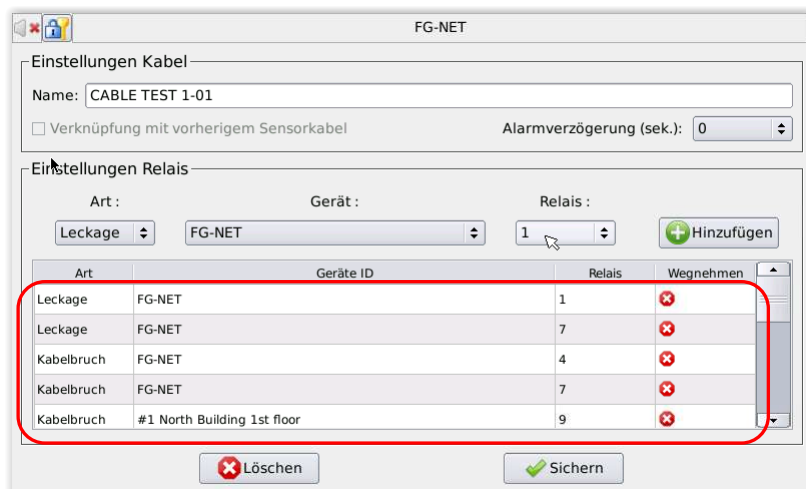 FG-NET
Einstellungen Kabel
Name: CABLE TEST 1-01
Verknüpfung mit vorherigem Sensorkabel Alarmverzögerung (sek.): 0
Einstellungen Relais
Art : Gerät : Relais :
Leckage FG-NET 1 Hinzufügen
Art Geräte ID Relais Wegnehmen
Leckage FG-NET 1
Leckage FG-NET 7
Kabelbruch FG-NET 4
Kabelbruch FG-NET 7
Kabelbruch #1 North Building 1st floor 9
Löschen Sichern